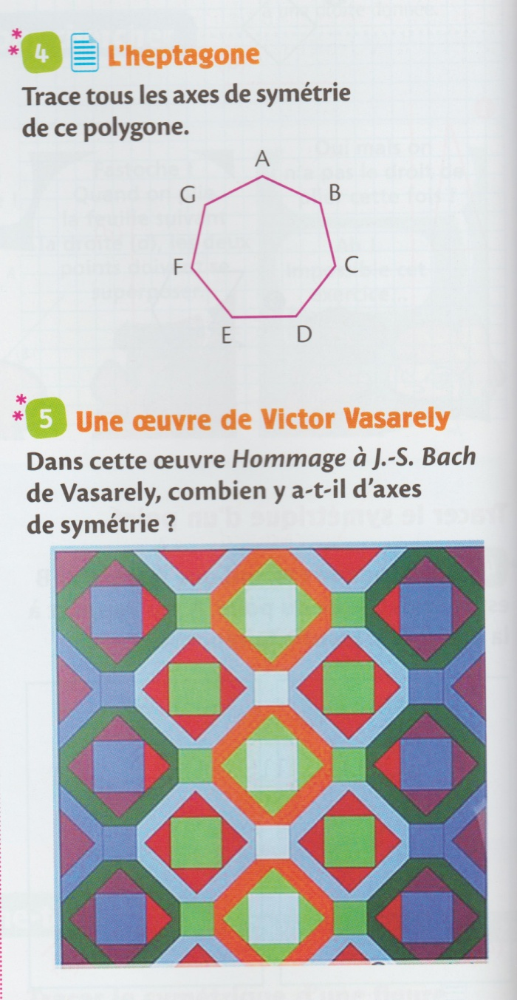 * * 4 L'heptagone
Trace tous les axes de symétrie
de ce polygone.
A
G B
F C
E D
* * 5 Une œuvre de Victor Vasarely
Dans cette œuvre Hommage à J.-S. Bach
de Vasarely, combien y a-t-il d'axes
de symétrie ?